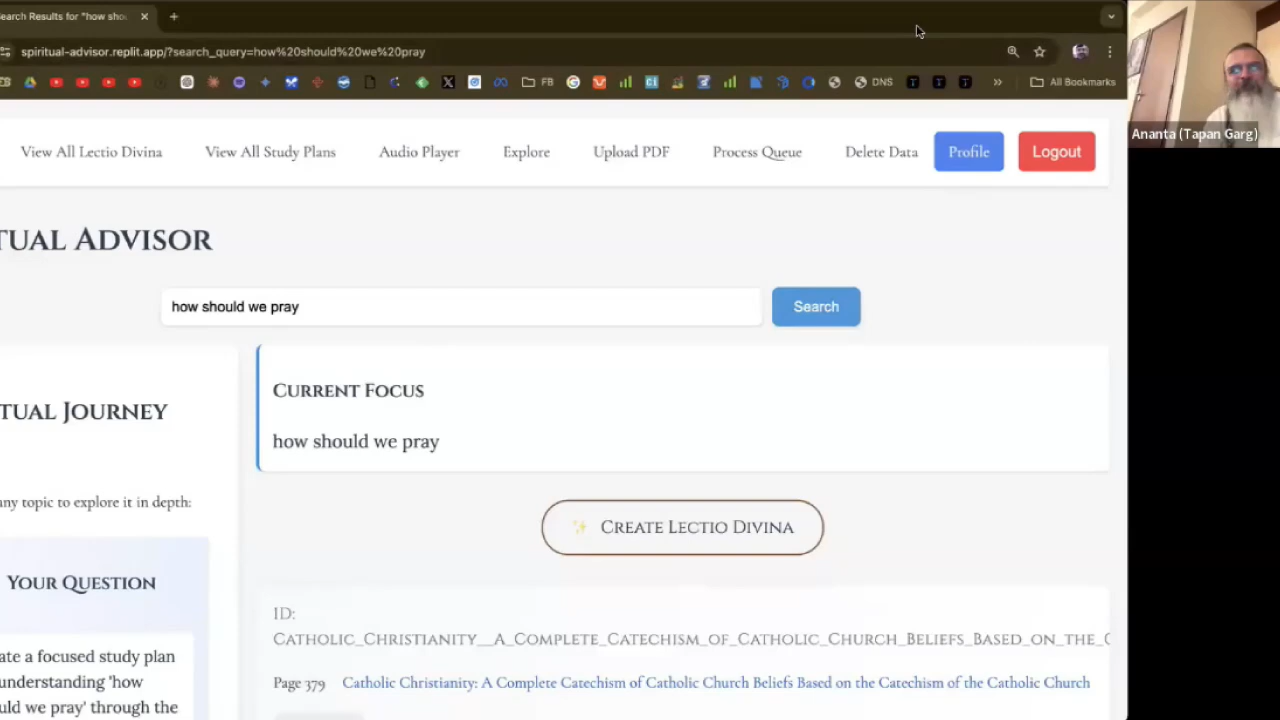 earch Results for "how shou
spiritual-advisor.replit.app/?search_query=how%20should%20we%20pray
FB
DNS
All Bookmarks
Ananta (Tapan Garg)
View All Lectio Divina
View All Study Plans
Audio Player
Explore
Upload PDF
Process Queue
Delete Data
Profile
Logout
TUAL ADVISOR
how should we pray
Search
TUAL JOURNEY
any topic to explore it in depth:
YOUR QUESTION
ate a focused study plan
understanding 'how
uld we pray' through the
CURRENT FOCUS
how should we pray
✨ CREATE LECTIO DIVINA
ID:
CATHOLIC_CHRISTIANITY__A_COMPLETE_CATECHISM_OF_CATHOLIC_CHURCH_BELIEFS_BASED_ON_THE_
Page 379
Catholic Christianity: A Complete Catechism of Catholic Church Beliefs Based on the Catechism of the Catholic Church